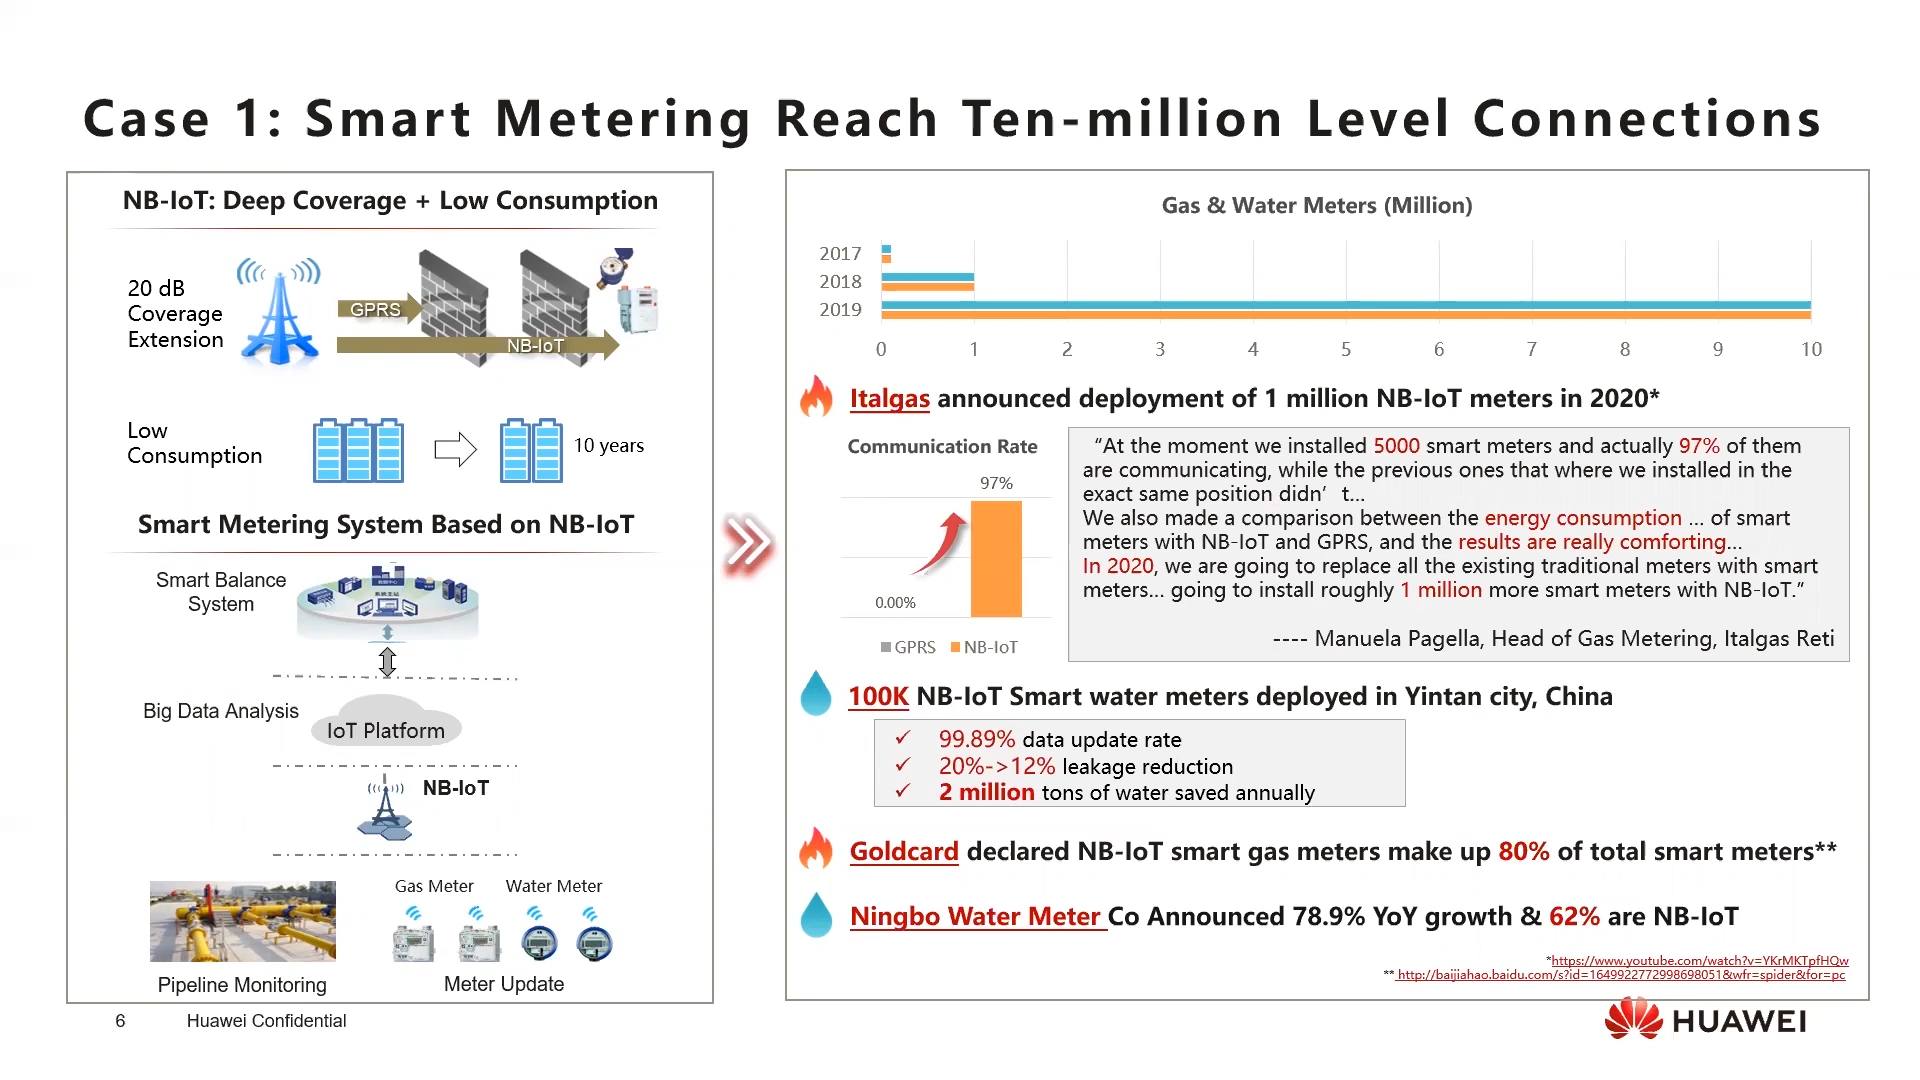 Case 1: Smart Metering Reach Ten-million Level Connections
NB-IoT: Deep Coverage + Low Consumption
20 dB
Coverage
Extension
GPRS
NB-IoT
Low
Consumption
10 years
Smart Metering System Based on NB-IoT
Smart Balance
System
Big Data Analysis
IoT Platform
NB-IoT
Gas Meter
Water Meter
Pipeline Monitoring
Meter Update
Gas & Water Meters (Million)
2017
2018
2019
0 1 2 3 4 5 6 7 8 9 10
Italgas announced deployment of 1 million NB-IoT meters in 2020*
Communication Rate
97%
0.00%
GPRS NB-IoT
“At the moment we installed 5000 smart meters and actually 97% of them
are communicating, while the previous ones that where we installed in the
exact same position didn’ t...
We also made a comparison between the energy consumption ... of smart
meters with NB-IoT and GPRS, and the results are really comforting...
In 2020, we are going to replace all the existing traditional meters with smart
meters... going to install roughly 1 million more smart meters with NB-IoT.”
---- Manuela Pagella, Head of Gas Metering, Italgas Reti
100K NB-IoT Smart water meters deployed in Yintan city, China
✓ 99.89% data update rate
✓ 20%->12% leakage reduction
✓ 2 million tons of water saved annually
Goldcard declared NB-IoT smart gas meters make up 80% of total smart meters**
Ningbo Water Meter Co Announced 78.9% YoY growth & 62% are NB-IoT
*https://www.youtube.com/watch?v=YKrMKTpfHQw
** http://baijiahao.baidu.com/s?id=1649922772998698051&wfr=spider&for=pc
6
Huawei Confidential
HUAWEI